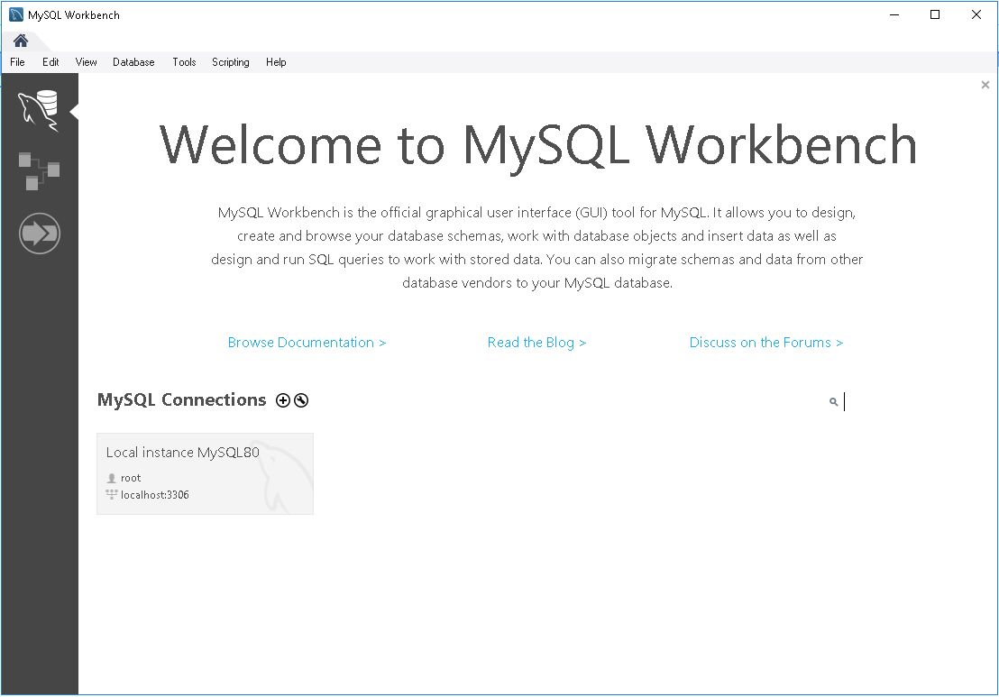 MySQL Workbench
File Edit View Database Tools Scripting Help
Welcome to MySQL Workbench
MySQL Workbench is the official graphical user interface (GUI) tool for MySQL. It allows you to design,
create and browse your database schemas, work with database objects and insert data as well as
design and run SQL queries to work with stored data. You can also migrate schemas and data from other
database vendors to your MySQL database.
Browse Documentation > Read the Blog > Discuss on the Forums >
MySQL Connections
Local instance MySQL80
root
localhost:3306